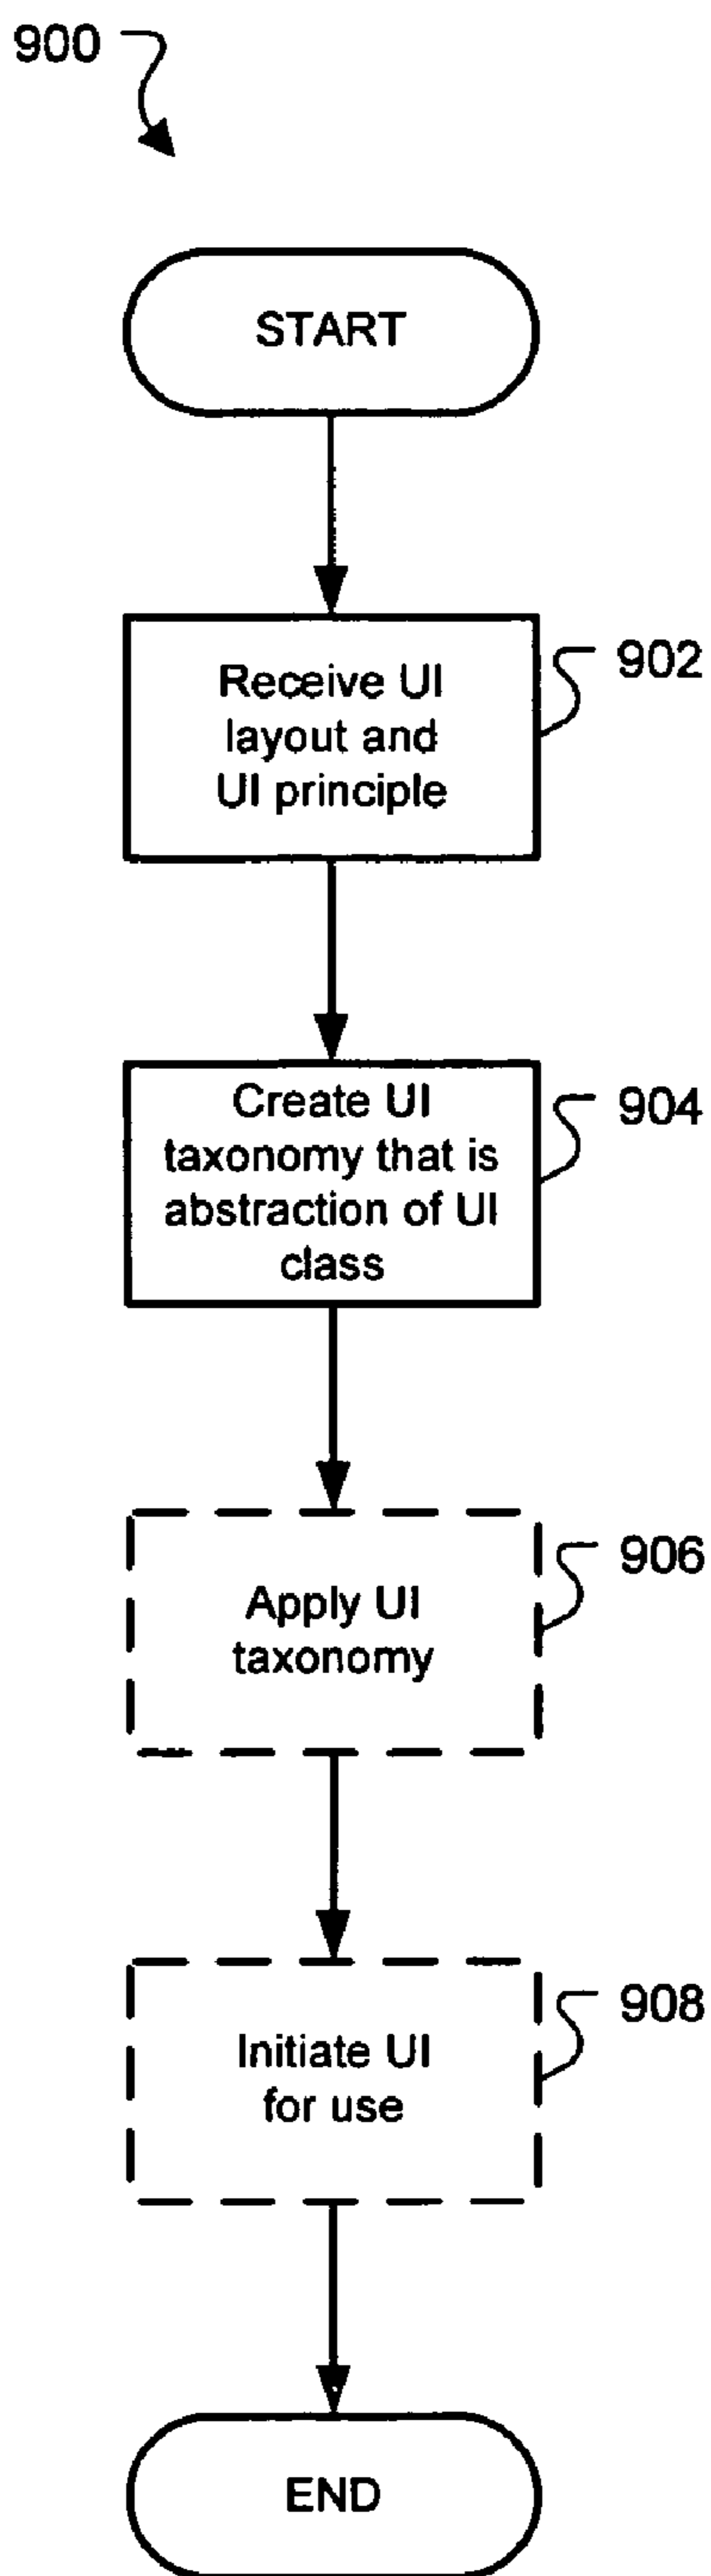 900
START
Receive UI
layout and
UI principle
902
Create UI
taxonomy that is
abstraction of UI
class
904
Apply UI
taxonomy
906
Initiate UI
for use
908
END